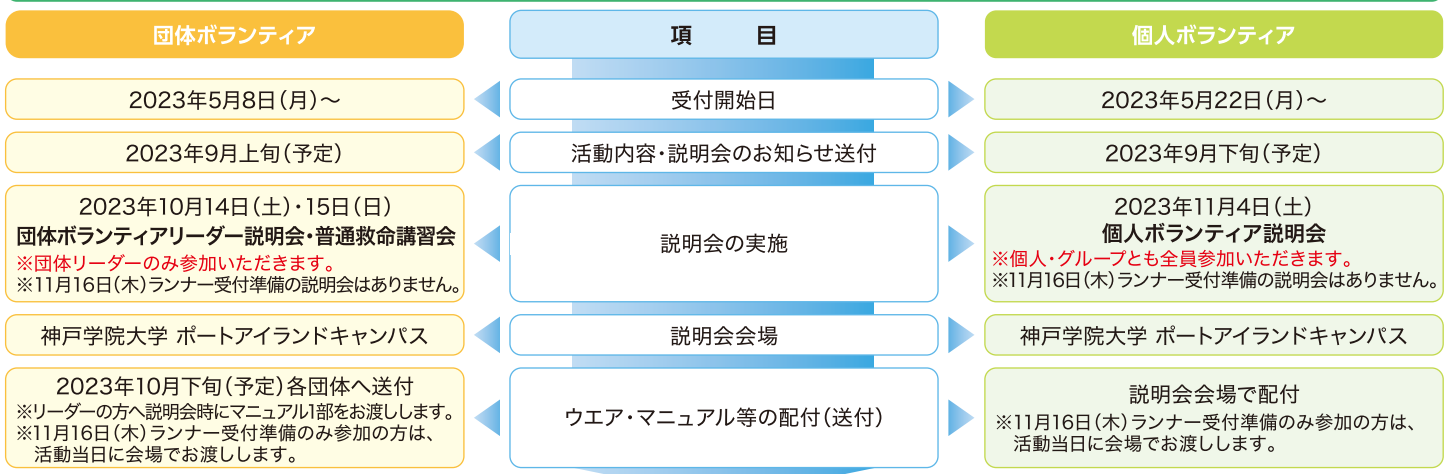 団体ボランティア
項　目
個人ボランティア
2023年5月8日（月）～
受付開始日
2023年5月22日（月）～
2023年9月上旬（予定）
活動内容・説明会のお知らせ送付
2023年9月下旬（予定）
2023年10月14日（土）・15日（日）
団体ボランティアリーダー説明会・普通救命講習会
※団体リーダーのみ参加いただきます。
※11月16日（木）ランナー受付準備の説明会はありません。
説明会の実施
2023年11月4日（土）
個人ボランティア説明会
※個人・グループとも全員参加いただきます。
※11月16日（木）ランナー受付準備の説明会はありません。
神戸学院大学 ポートアイランドキャンパス
説明会会場
神戸学院大学 ポートアイランドキャンパス
2023年10月下旬（予定）各団体へ送付
※リーダーの方へ説明会時にマニュアル1部をお渡しします。
※11月16日（木）ランナー受付準備のみ参加の方は、
活動当日に会場でお渡しします。
ウエア・マニュアル等の配付（送付）
説明会会場で配付
※11月16日（木）ランナー受付準備のみ参加の方は、
活動当日に会場でお渡しします。